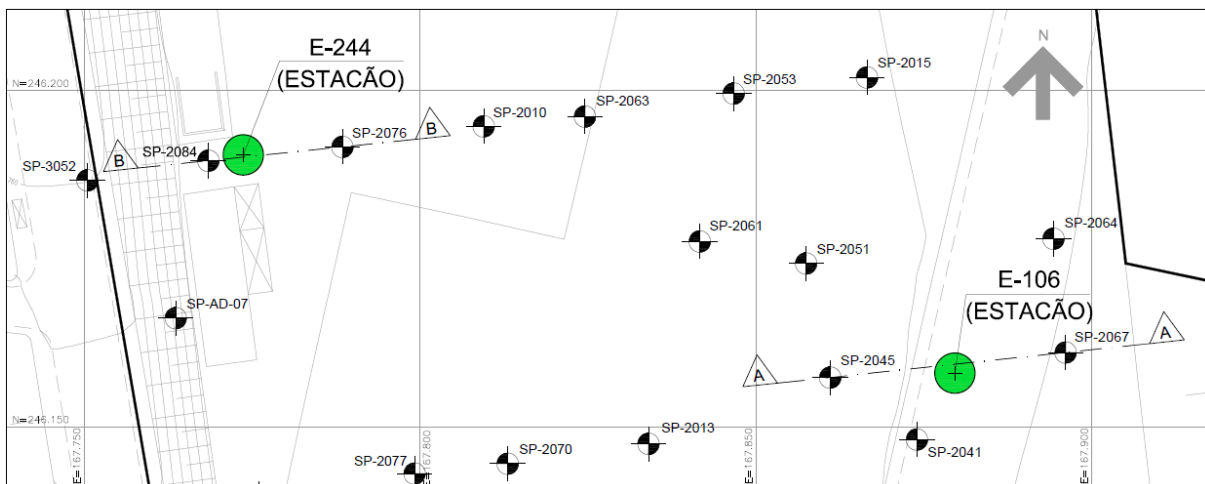 E-244
(ESTACÃO)
N
SP-2015
SP-2053
N=246.200
SP-2063
SP-2010
B
SP-2076
B
SP-2084
SP-3052
SP-2061
SP-2064
SP-2051
E-106
(ESTACÃO)
SP-AD-07
A
SP-2067
SP-2045
A
N=246.150
SP-2013
SP-2041
SP-2070
SP-2077
E=167.750
E=167.800
E=167.850
E=167.900